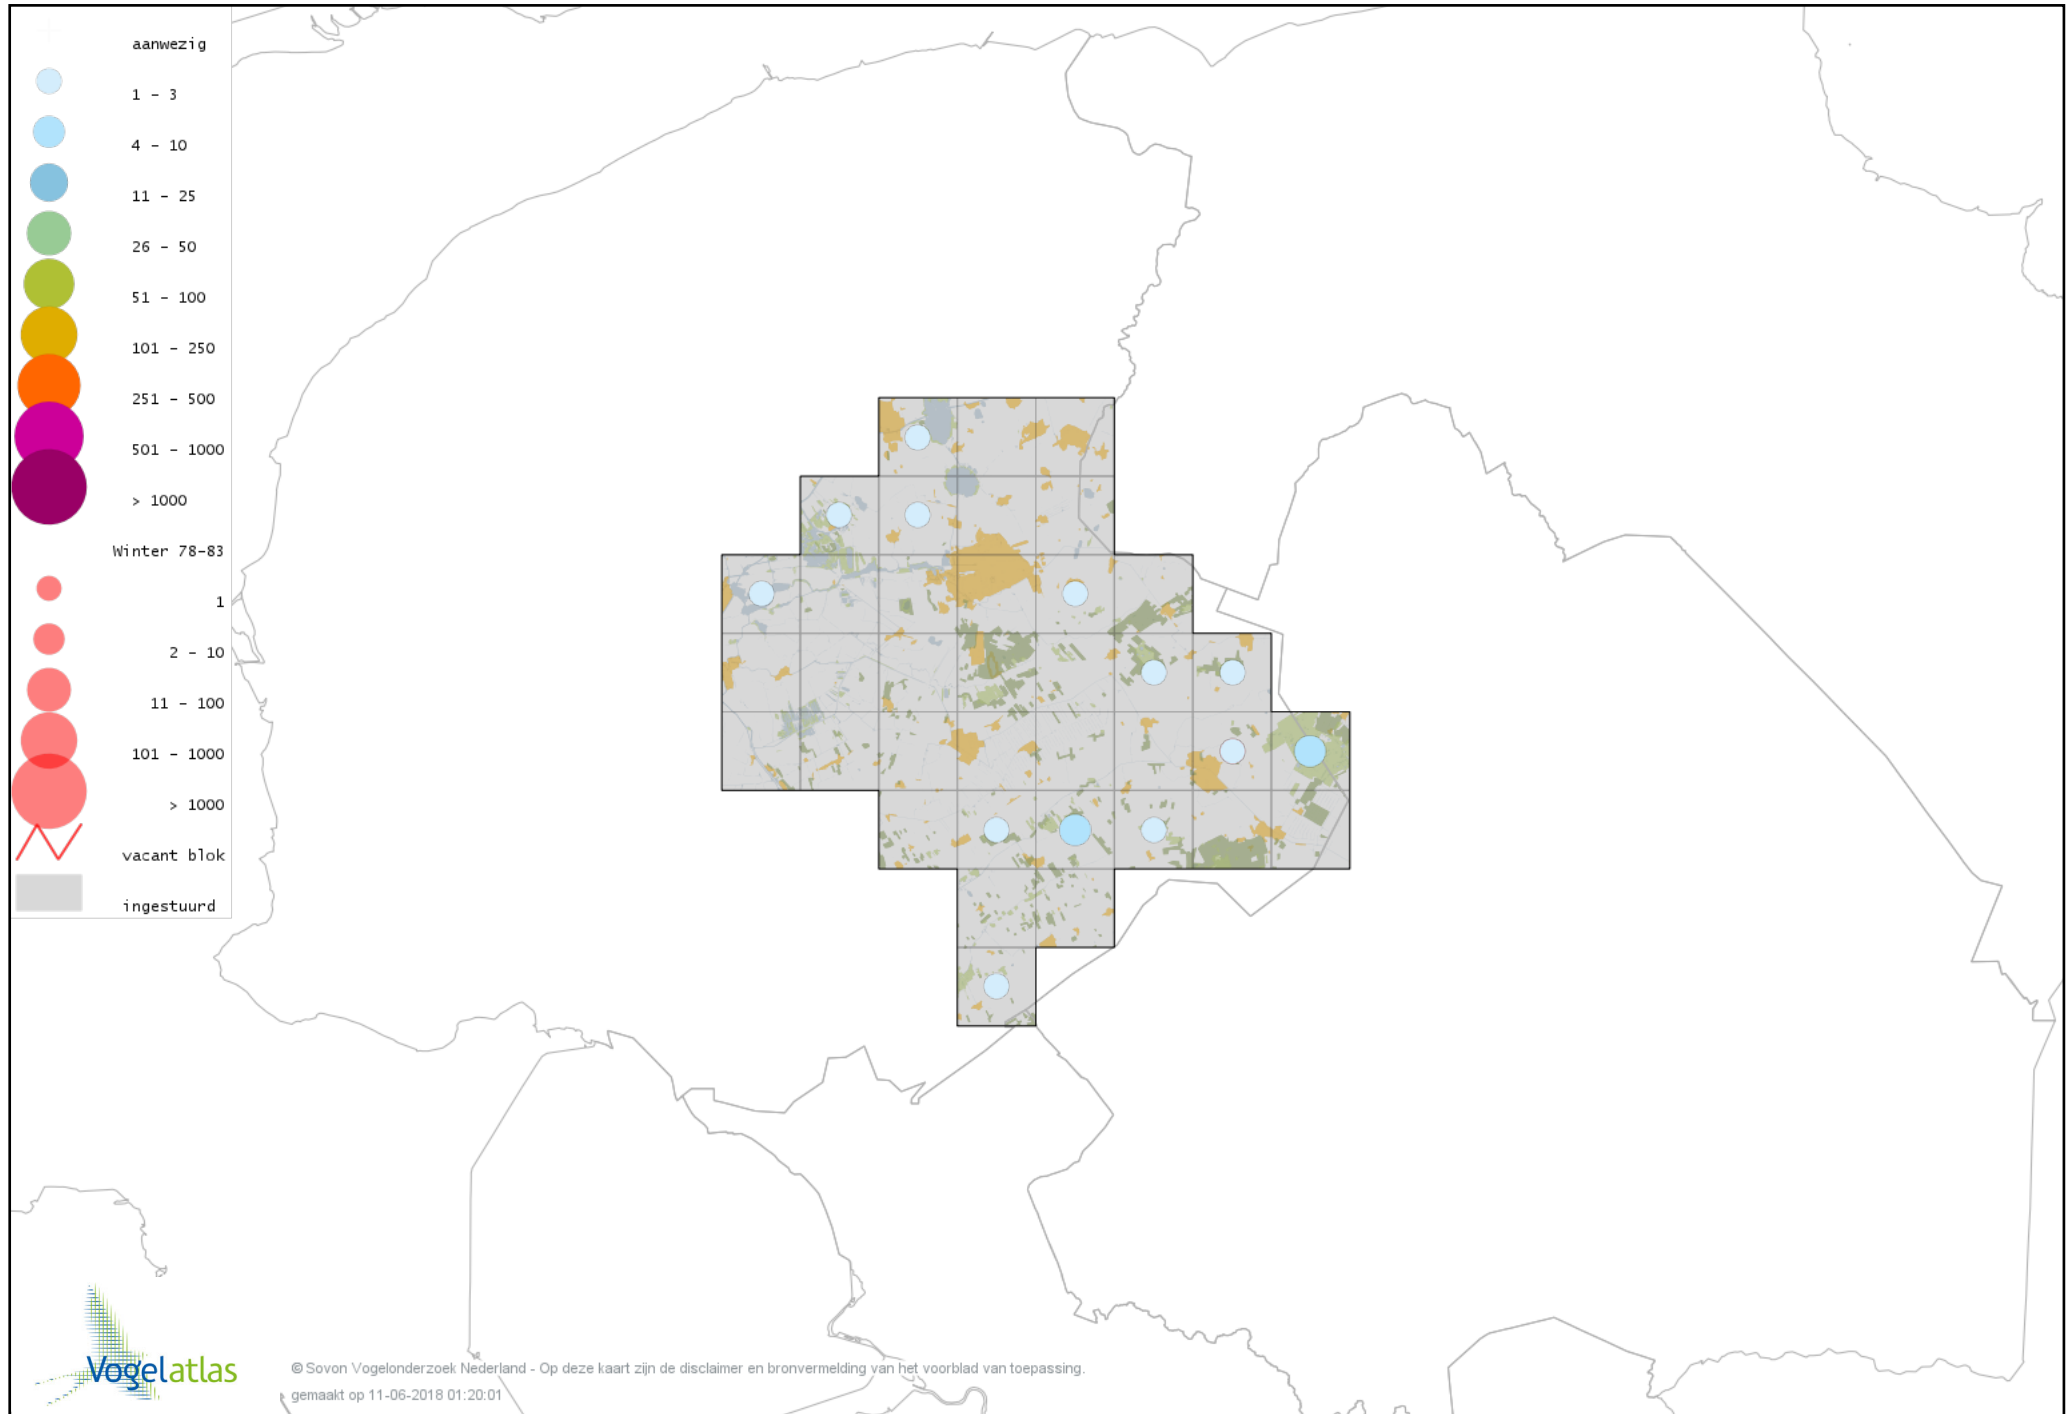 aanwezig
1 - 3
4 - 10
11 - 25
26 - 50
51 - 100
101 - 250
251 - 500
501 - 1000
> 1000
Winter 78-83
1
2 - 10
11 - 100
101 - 1000
> 1000
vacant blok
ingestuurd
Vogelatlas
© Sovon Vogelonderzoek Nederland - Op deze kaart zijn de disclaimer en bronvermelding van het voorblad van toepassing.
gemaakt op 11-06-2018 01:20:01